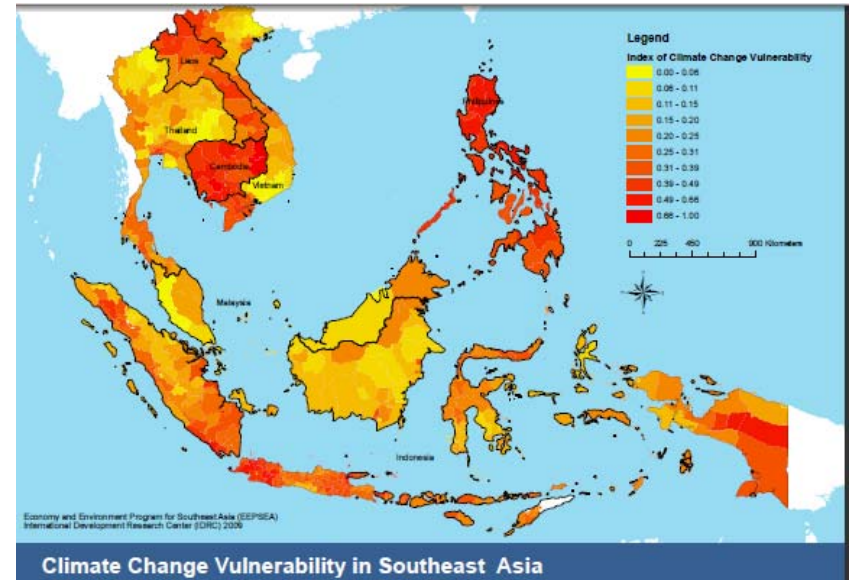 Legend
Index of Climate Change Vulnerability
0.00 - 0.06
0.06 - 0.11
0.11 - 0.15
0.15 - 0.20
0.20 - 0.25
0.25 - 0.31
0.31 - 0.39
0.39 - 0.49
0.49 - 0.66
0.66 - 1.00
0 225 450 900 Kilometers
Laos
Philippines
Thailand
Cambodia
Vietnam
Malaysia
Indonesia
Economy and Environment Program for Southeast Asia (EEPSEA)
International Development Research Center (IDRC) 2009
Climate Change Vulnerability in Southeast Asia